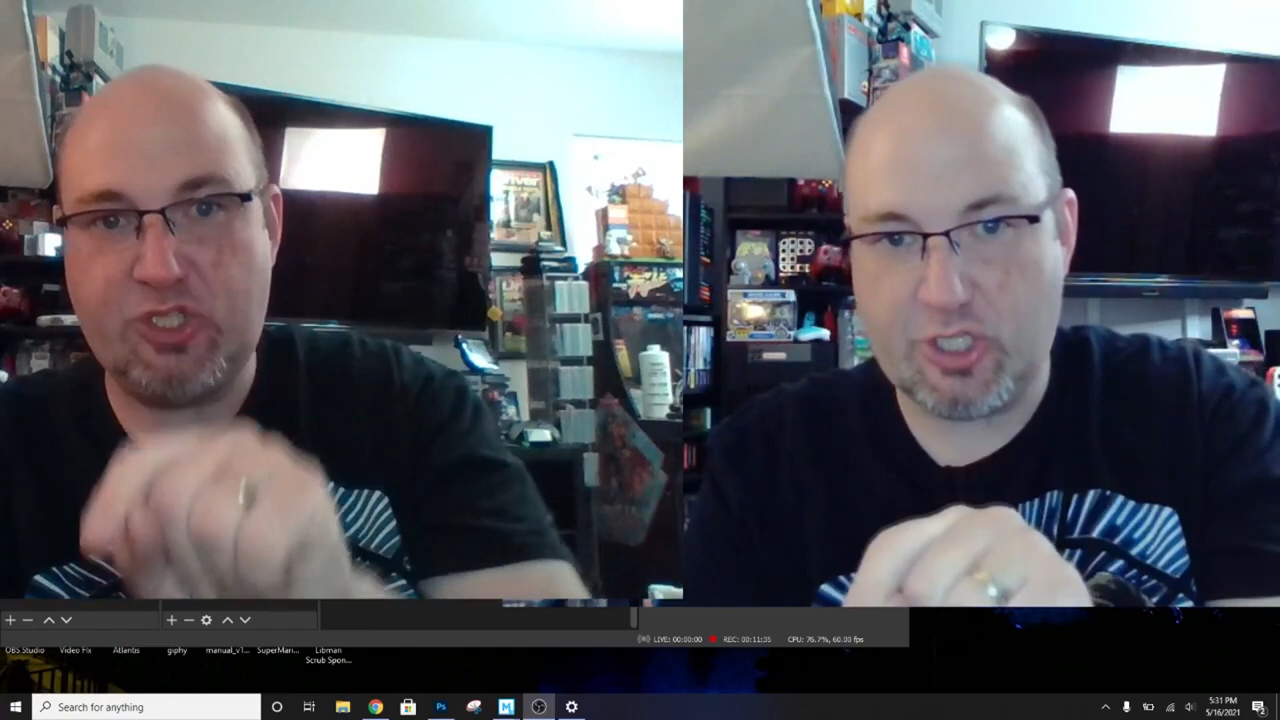 LIVE: 00:00:00
REC: 00:11:35
CPU: 76.7%, 60.00 fps
OBS Studio
Video Fix
Atlantis
giphy
manual_v1...
SuperMari...
Libman
Scrub Spon...
Search for anything
5:31 PM
5/16/2021
2